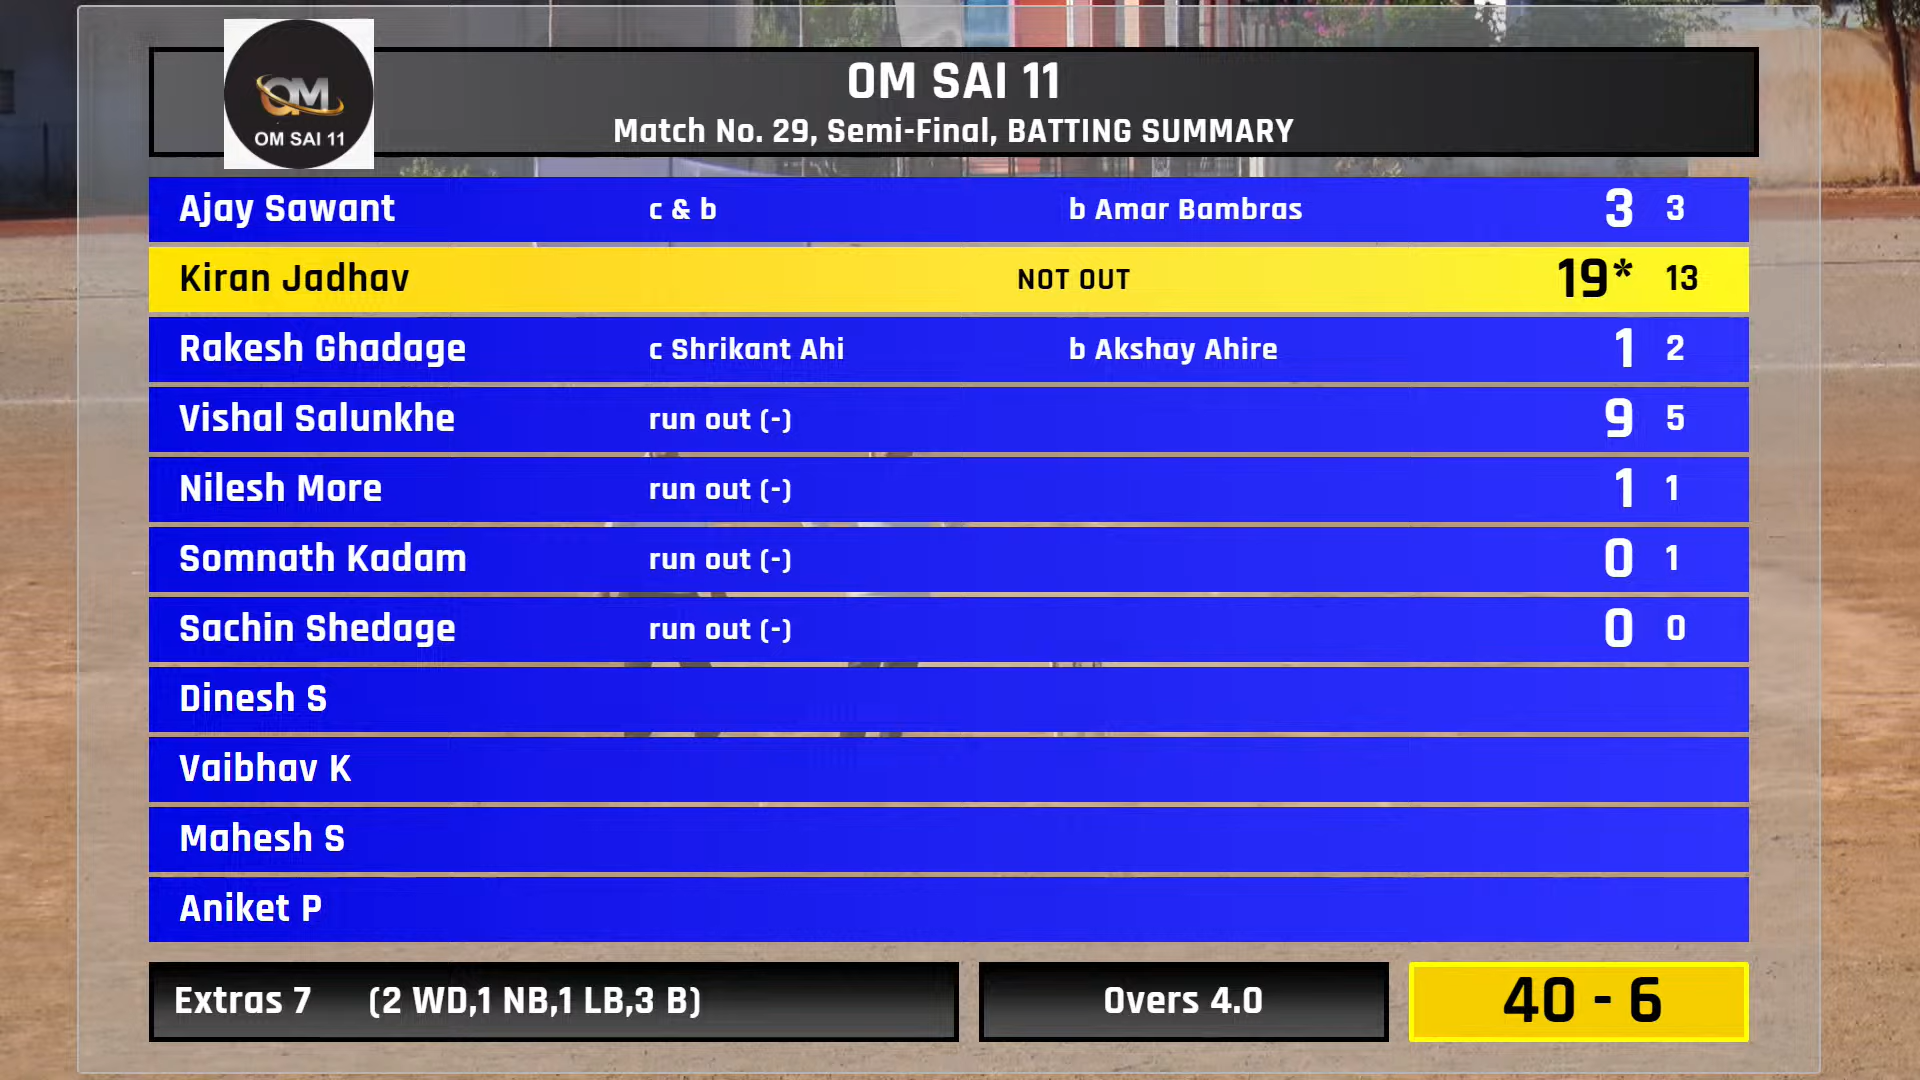 OM
OM SAI 11
OM SAI 11
Match No. 29, Semi-Final, BATTING SUMMARY
Ajay Sawant c & b b Amar Bambras 3 3
Kiran Jadhav NOT OUT 19* 13
Rakesh Ghadage c Shrikant Ahi b Akshay Ahire 1 2
Vishal Salunkhe run out (-) 9 5
Nilesh More run out (-) 1 1
Somnath Kadam run out (-) 0 1
Sachin Shedage run out (-) 0 0
Dinesh S
Vaibhav K
Mahesh S
Aniket P
Extras 7 (2 WD,1 NB,1 LB,3 B) Overs 4.0 40 - 6